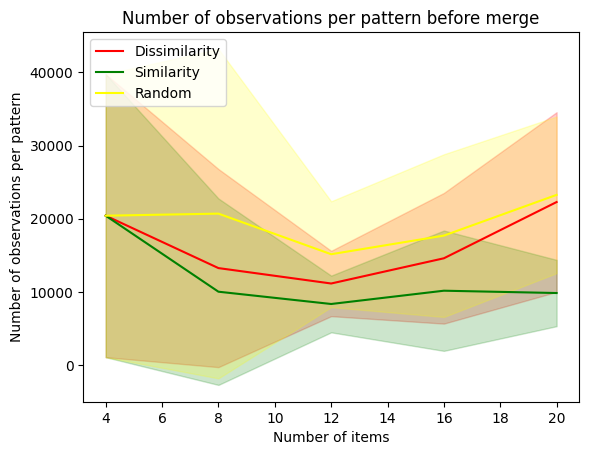 Number of observations per pattern before merge
Number of observations per pattern
40000
30000
20000
10000
0
Dissimilarity
Similarity
Random
4 6 8 10 12 14 16 18 20
Number of items